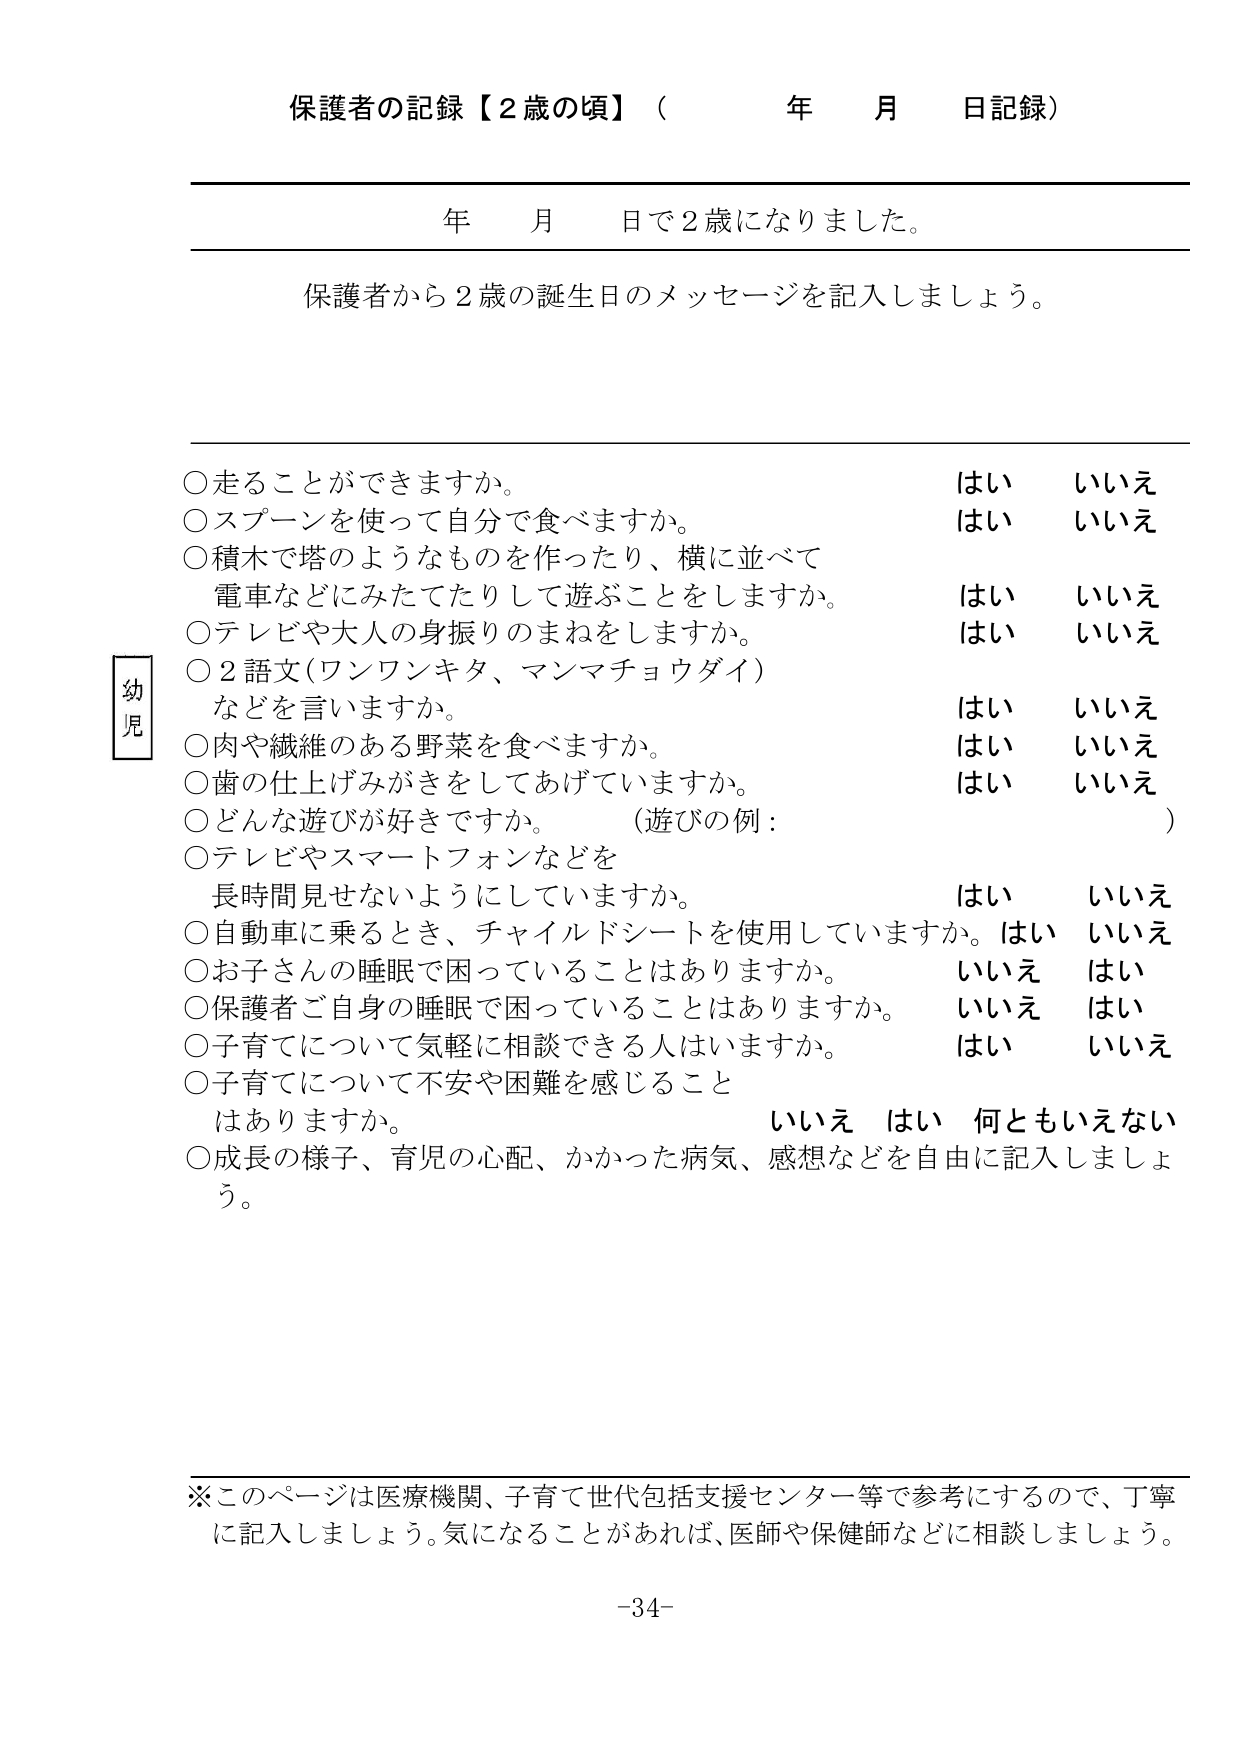 保護者の記録【２歳の頃】（　　　　年　　月　　日記録）
年　　月　　日で２歳になりました。
保護者から２歳の誕生日のメッセージを記入しましょう。
○走ることができますか。　はい　いいえ
○スプーンを使って自分で食べますか。　はい　いいえ
○積木で塔のようなものを作ったり、横に並べて
電車などにみたてたりして遊ぶことをしますか。　はい　いいえ
○テレビや大人の身振りのまねをしますか。　はい　いいえ
○２語文(ワンワンキタ、マンマチョウダイ)
などを言いますか。　はい　いいえ
○肉や繊維のある野菜を食べますか。　はい　いいえ
○歯の仕上げみがきをしてあげていますか。　はい　いいえ
○どんな遊びが好きですか。　（遊びの例：　　　　　　　　）
○テレビやスマートフォンなどを
長時間見せないようにしていますか。　はい　いいえ
○自動車に乗るとき、チャイルドシートを使用していますか。はい　いいえ
○お子さんの睡眠で困っていることはありますか。　いいえ　はい
○保護者ご自身の睡眠で困っていることはありますか。　いいえ　はい
○子育てについて気軽に相談できる人はいますか。　はい　いいえ
○子育てについて不安や困難を感じること
はありますか。　いいえ　はい　何ともいえない
○成長の様子、育児の心配、かかった病気、感想などを自由に記入しましょ
う。
幼
児
※このページは医療機関、子育て世代包括支援センター等で参考にするので、丁寧
に記入しましょう。気になることがあれば、医師や保健師などに相談しましょう。
-34-